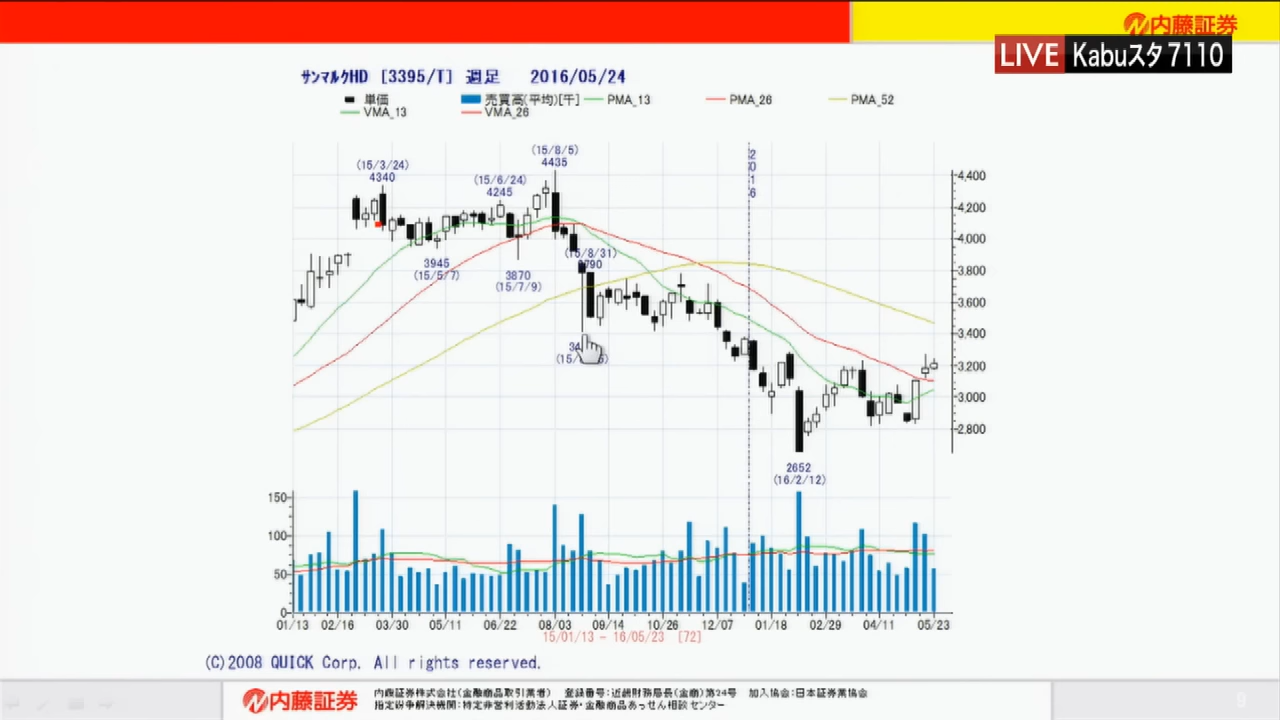 内藤証券
LIVE Kabuスタ 7110
サンマルクHD [3395/T] 週足 2016/05/24
単価 売買高(平均)[千] PMA_13 PMA_26 PMA_52
VMA_13 VMA_26
(15/8/5)
4435
(15/3/24)
4340
(15/6/24)
4245
2016
4,400
4,200
4,000
3,800
3,600
3,400
3,200
3,000
2,800
(15/8/31)
3945
(15/5/7)
3870
(15/7/9)
2652
(16/2/12)
150
100
50
0
01/13 02/16 03/30 05/11 06/22 08/03 09/14 10/26 12/07 01/18 02/29 04/11 05/23
15/01/13 - 16/05/23 [72]
(C)2008 QUICK Corp. All rights reserved.
内藤証券
内藤証券株式会社(金融商品取引業者) 登録番号:近畿財務局長(金商)第24号 加入協会:日本証券業協会
指定紛争解決機関:特定非営利活動法人証券・金融商品あっせん相談センター
9